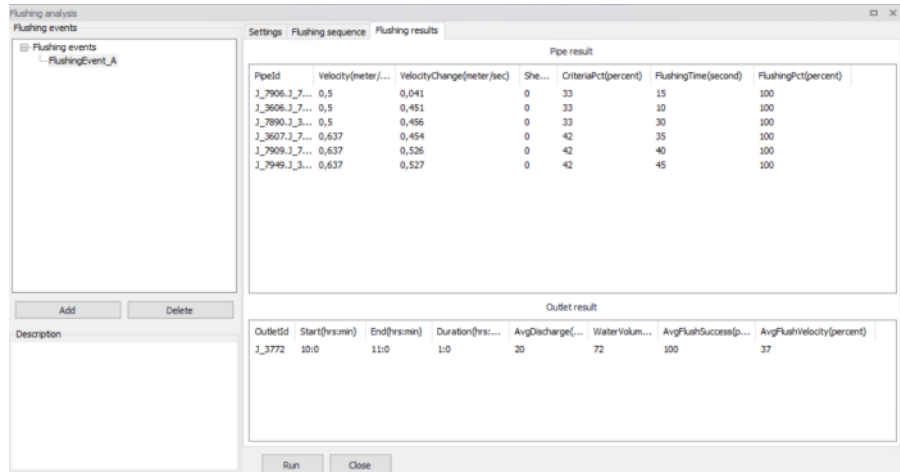 Flushing analysis
Flushing events
Flushing events
FlushingEvent_A
Add Delete
Description
Settings Flushing sequence Flushing results
Pipe result
PipeId Velocity(meter/... VelocityChange(meter/sec) She... CriteriaPct(percent) FlushingTime(second) FlushingPct(percent)
J_7906.J_7... 0,5 0,041 0 33 15 100
J_3606.J_7... 0,5 0,451 0 33 10 100
J_7890.J_3... 0,5 0,456 0 33 30 100
J_3607.J_7... 0,637 0,454 0 42 35 100
J_7909.J_7... 0,637 0,526 0 42 40 100
J_7949.J_3... 0,637 0,527 0 42 45 100
Outlet result
OutletId Start(hrs:min) End(hrs:min) Duration(hrs:... AvgDischarge(... WaterVolum... AvgFlushSuccess(p... AvgFlushVelocity(percent)
J_3772 10:0 11:0 1:0 20 72 100 37
Run Close